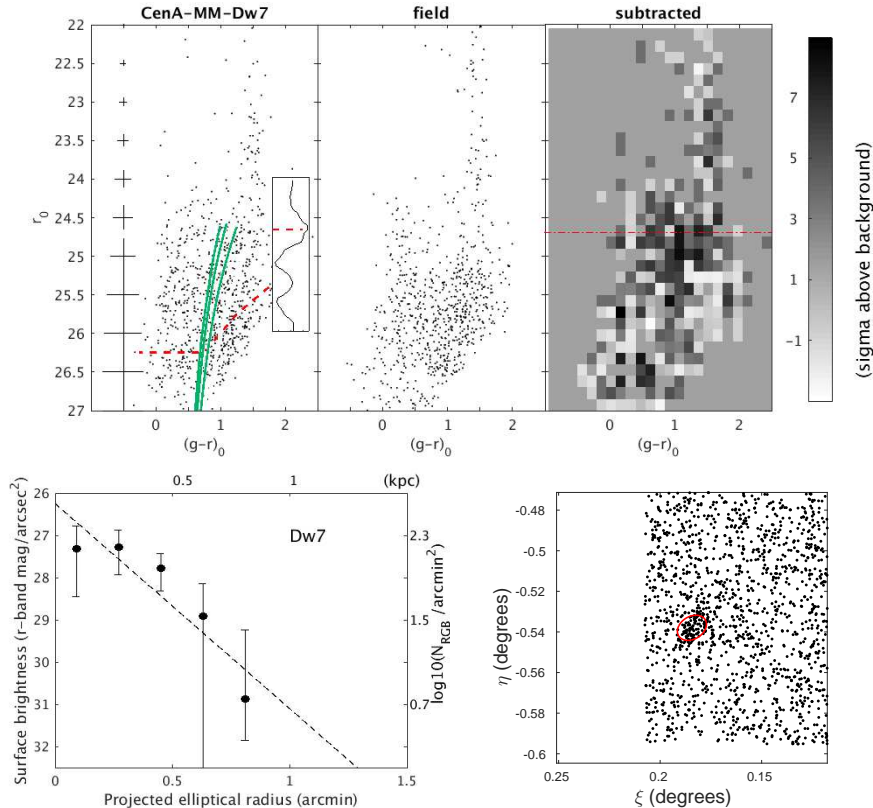 CenA-MM-Dw7 field subtracted
22
22.5
23
23.5
24
24.5
25
25.5
26
26.5
27
r₀
0 1 2
(g-r)₀
0 1 2
(g-r)₀
0 1 2
(g-r)₀
7
5
3
1
-1
(sigma above background)
0.5 1 (kpc)
Dw7
26
27
28
29
30
31
32
Surface brightness (r-band mag/arcsec²)
2.3
1.5
0.7
log10(N_RGB /arcmin²)
0 0.5 1 1.5
Projected elliptical radius (arcmin)
-0.48
-0.5
-0.52
-0.54
-0.56
-0.58
-0.6
η (degrees)
0.25 0.2 0.15
ξ (degrees)